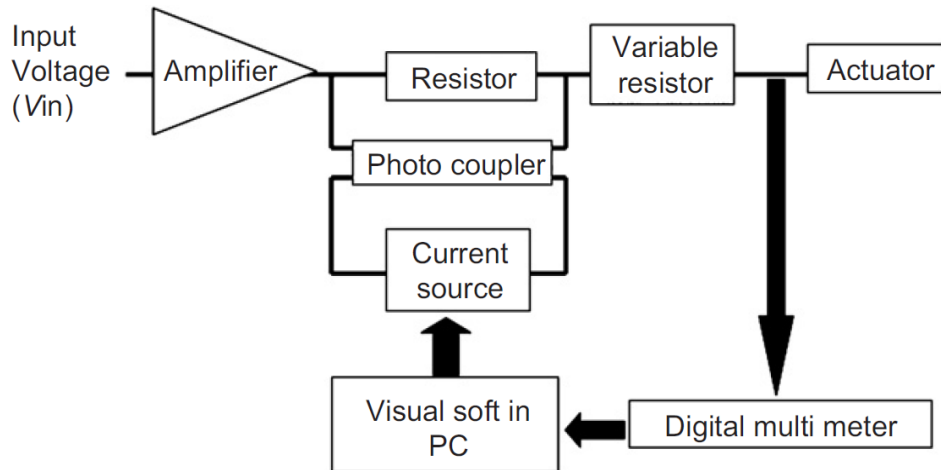 Input
Voltage
(Vin)
Amplifier
Resistor
Variable
resistor
Actuator
Photo coupler
Current
source
Visual soft in
PC
Digital multi meter